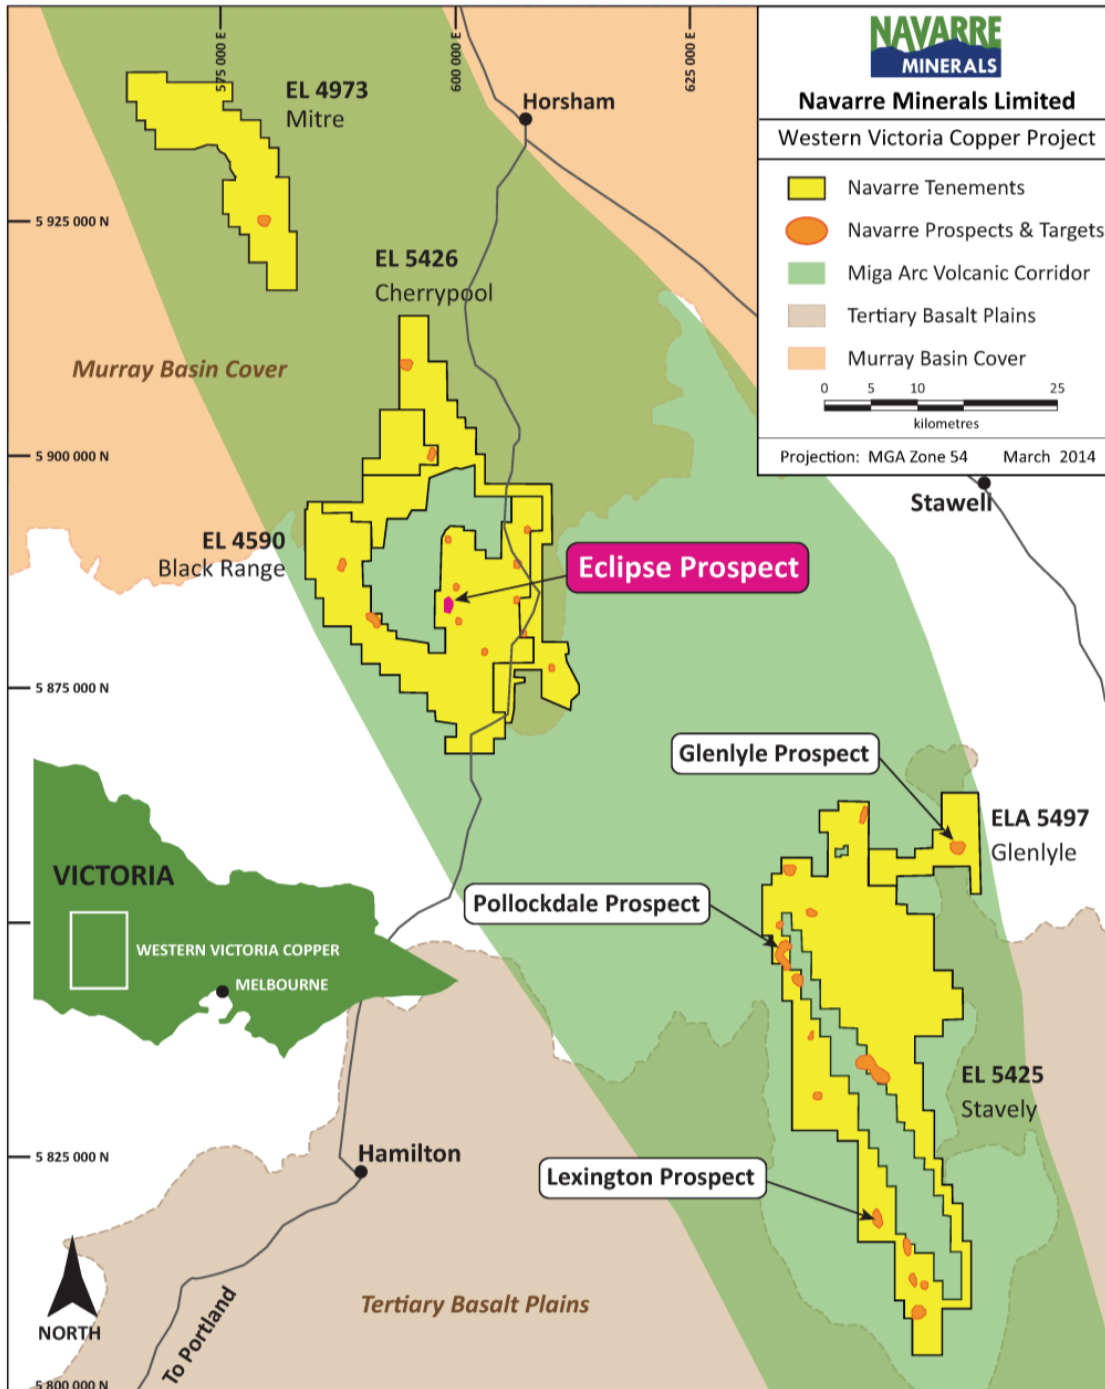 575 000 E
600 000 E
625 000 E
NAVARRE
MINERALS
Navarre Minerals Limited
Western Victoria Copper Project
Navarre Tenements
Navarre Prospects & Targets
Miga Arc Volcanic Corridor
Tertiary Basalt Plains
Murray Basin Cover
0 5 10 25
kilometres
Projection: MGA Zone 54 March 2014
EL 4973
Mitre
Horsham
5 925 000 N
EL 5426
Cherrypool
Murray Basin Cover
5 900 000 N
Stawell
EL 4590
Black Range
Eclipse Prospect
5 875 000 N
Glenlyle Prospect
ELA 5497
Glenlyle
VICTORIA
Pollockdale Prospect
WESTERN VICTORIA COPPER
MELBOURNE
EL 5425
Stavely
5 825 000 N
Hamilton
Lexington Prospect
Tertiary Basalt Plains
NORTH
To Portland
5 800 000 N